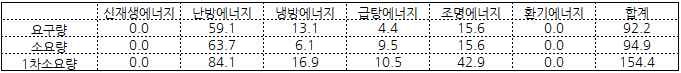 신재생에너지 난방에너지 냉방에너지 급탕에너지 조명에너지 환기에너지 합계
요구량 0.0 59.1 13.1 4.4 15.6 0.0 92.2
소요량 0.0 63.7 6.1 9.5 15.6 0.0 94.9
1차소요량 0.0 84.1 16.9 10.5 42.9 0.0 154.4